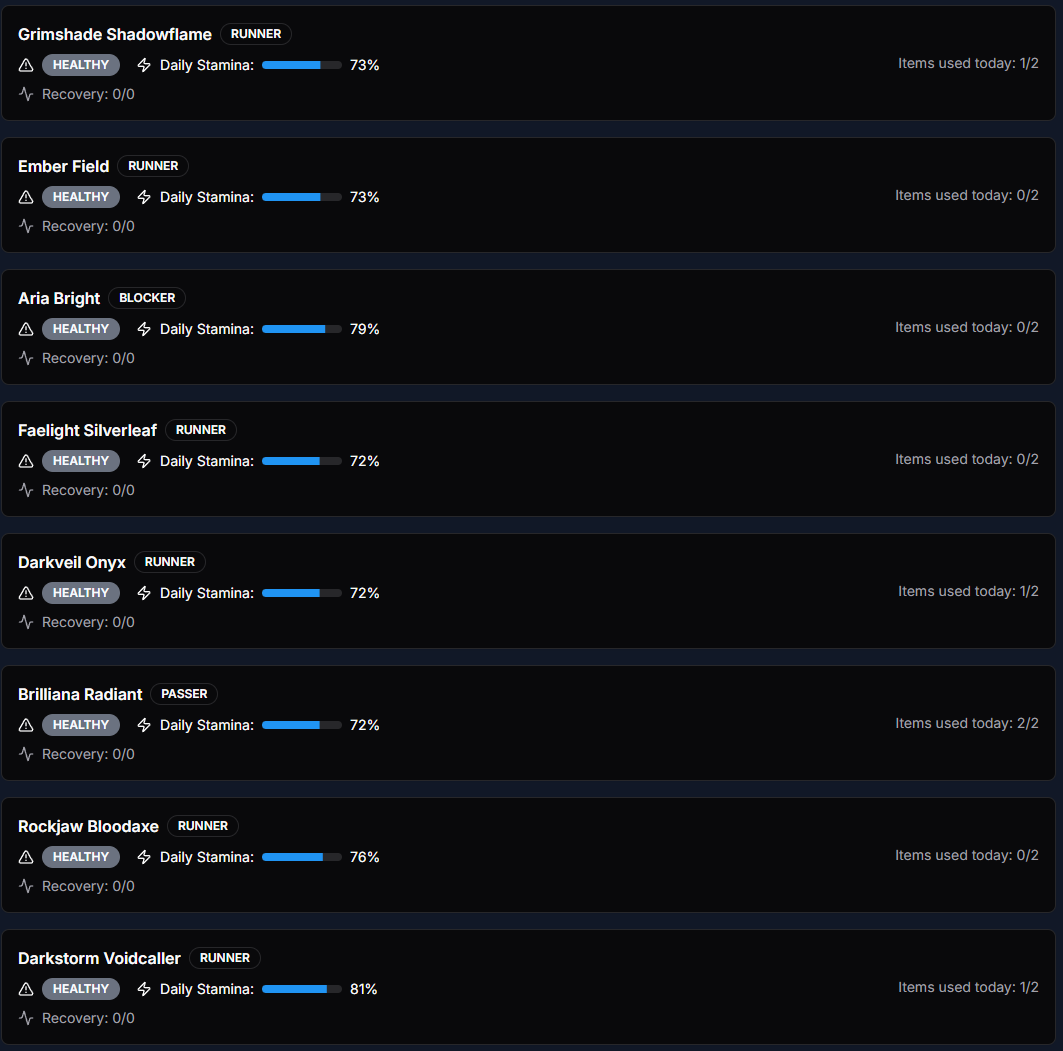 Grimshade Shadowflame RUNNER
HEALTHY Daily Stamina: 73% Items used today: 1/2
Recovery: 0/0
Ember Field RUNNER
HEALTHY Daily Stamina: 73% Items used today: 0/2
Recovery: 0/0
Aria Bright BLOCKER
HEALTHY Daily Stamina: 79% Items used today: 0/2
Recovery: 0/0
Faelight Silverleaf RUNNER
HEALTHY Daily Stamina: 72% Items used today: 0/2
Recovery: 0/0
Darkveil Onyx RUNNER
HEALTHY Daily Stamina: 72% Items used today: 1/2
Recovery: 0/0
Brilliana Radiant PASSER
HEALTHY Daily Stamina: 72% Items used today: 2/2
Recovery: 0/0
Rockjaw Bloodaxe RUNNER
HEALTHY Daily Stamina: 76% Items used today: 0/2
Recovery: 0/0
Darkstorm Voidcaller RUNNER
HEALTHY Daily Stamina: 81% Items used today: 1/2
Recovery: 0/0